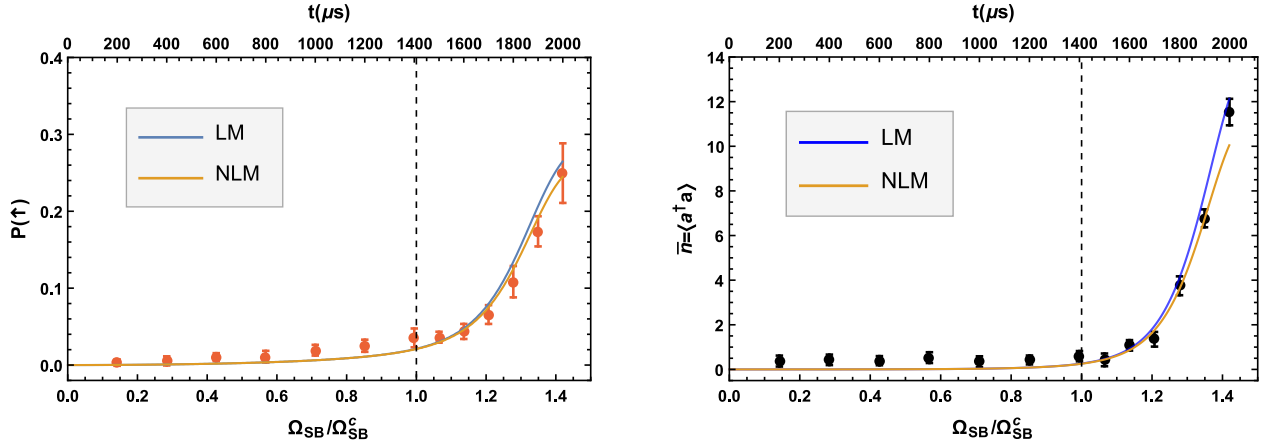 t(μs)
0 200 400 600 800 1000 1200 1400 1600 1800 2000
0.4
0.3
0.2
0.1
0.0
P(↑)
LM
NLM
0.0 0.2 0.4 0.6 0.8 1.0 1.2 1.4
Ω_SB/Ω_SB^c
t(μs)
0 200 400 600 800 1000 1200 1400 1600 1800 2000
14
12
10
8
6
4
2
0
n̅=⟨a†a⟩
LM
NLM
0.0 0.2 0.4 0.6 0.8 1.0 1.2 1.4
Ω_SB/Ω_SB^c